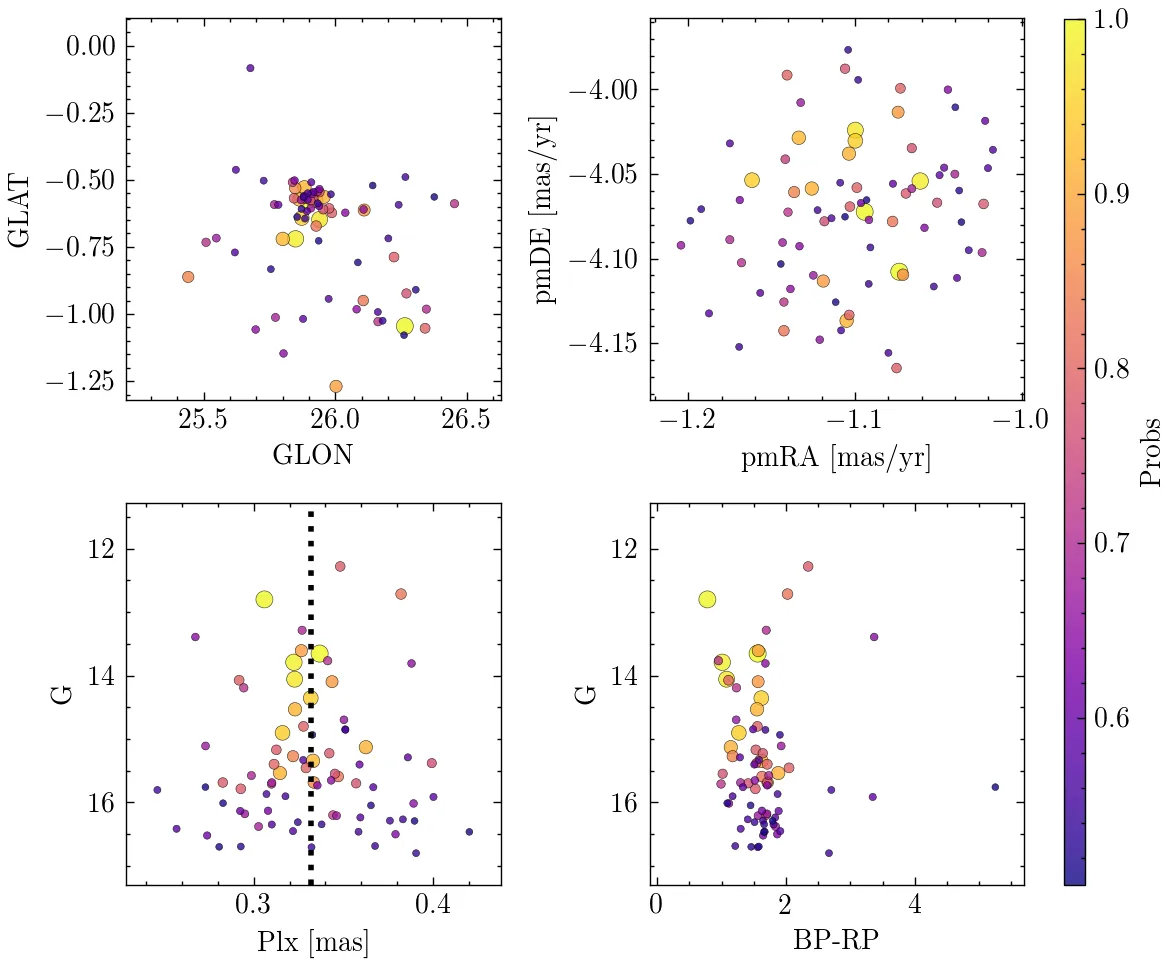 0.00
−0.25
−0.50
−0.75
−1.00
−1.25
GLAT
25.5 26.0 26.5
GLON
−4.00
−4.05
−4.10
−4.15
pmDE [mas/yr]
−1.2 −1.1 −1.0
pmRA [mas/yr]
1.0
0.9
0.8
0.7
0.6
Probs
12
14
16
G
0.3 0.4
Plx [mas]
12
14
16
G
0 2 4
BP-RP